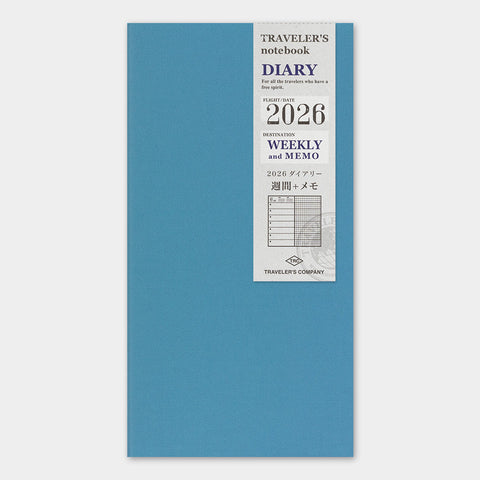 TRAVELER'S
notebook
DIARY
For all the travelers who have a
free spirit.
FLIGHT/DATE
2026
DESTINATION
WEEKLY
and MEMO
2026 ダイアリー
週間+メモ
TRC
TRAVELER'S COMPANY